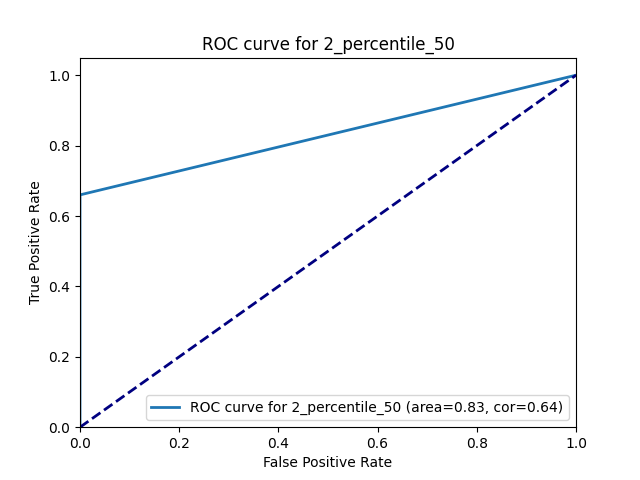 ROC curve for 2_percentile_50
1.0
0.8
0.6
0.4
0.2
0.0
True Positive Rate
ROC curve for 2_percentile_50 (area=0.83, cor=0.64)
0.0 0.2 0.4 0.6 0.8 1.0
False Positive Rate